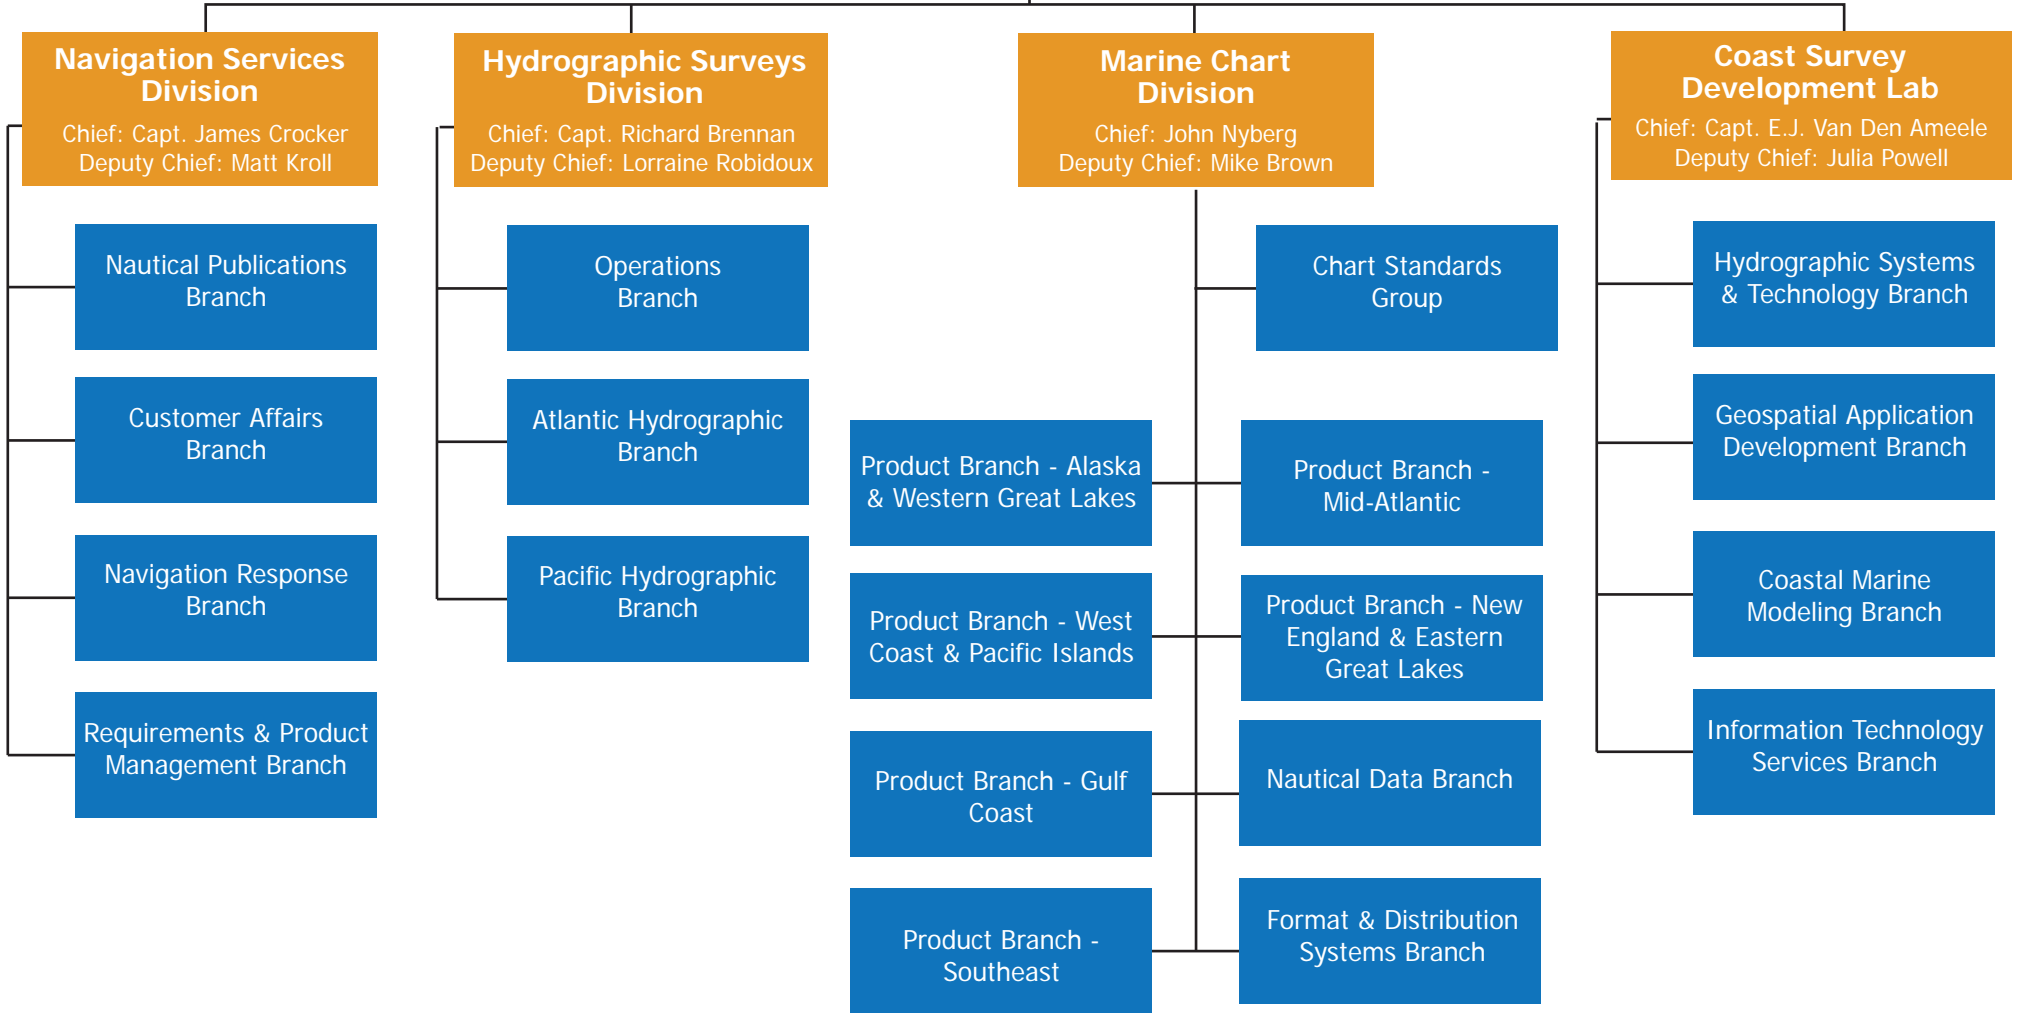 Navigation Services
Division
Chief: Capt. James Crocker
Deputy Chief: Matt Kroll
Nautical Publications
Branch
Customer Affairs
Branch
Navigation Response
Branch
Requirements & Product
Management Branch
Hydrographic Surveys
Division
Chief: Capt. Richard Brennan
Deputy Chief: Lorraine Robidoux
Operations
Branch
Atlantic Hydrographic
Branch
Pacific Hydrographic
Branch
Marine Chart
Division
Chief: John Nyberg
Deputy Chief: Mike Brown
Chart Standards
Group
Product Branch - Alaska
& Western Great Lakes
Product Branch -
Mid-Atlantic
Product Branch - West
Coast & Pacific Islands
Product Branch - New
England & Eastern
Great Lakes
Product Branch - Gulf
Coast
Nautical Data Branch
Product Branch -
Southeast
Format & Distribution
Systems Branch
Coast Survey
Development Lab
Chief: Capt. E.J. Van Den Ameele
Deputy Chief: Julia Powell
Hydrographic Systems
& Technology Branch
Geospatial Application
Development Branch
Coastal Marine
Modeling Branch
Information Technology
Services Branch